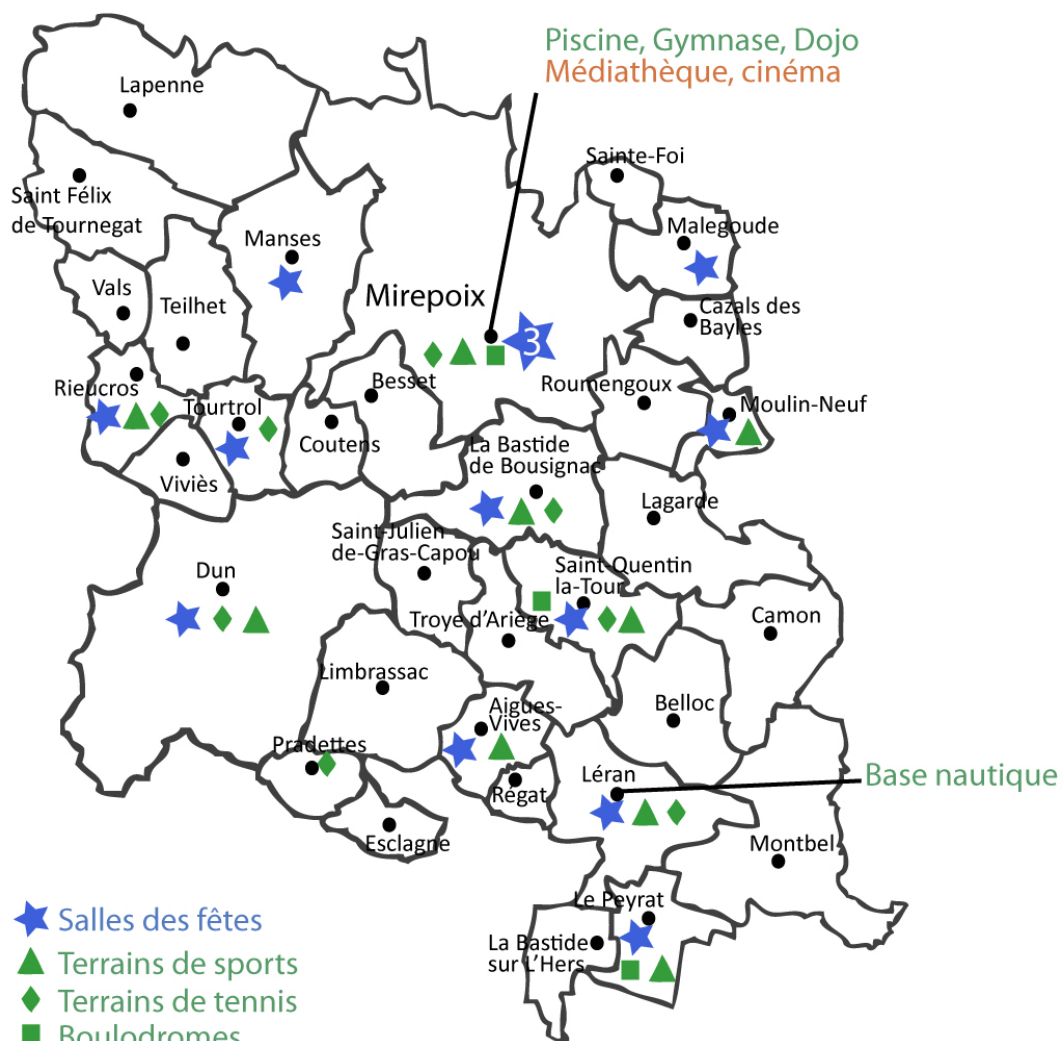 Piscine, Gymnase, Dojo
Médiathèque, cinéma
Lapenne
Sainte-Foi
Saint Félix
de Tournegat
Malegoude
Manses
Vals
Mirepoix
Teilhet
Cazals des
Bayles
3
Besset
Roumengoux
Rieucros
Tourtrol
Moulin-Neuf
Coutens
La Bastide
de Bousignac
Viviès
Lagarde
Saint-Julien
de-Gras-Capou
Saint-Quentin
la-Tour
Dun
Troye d'Ariège
Camon
Limbrassac
Belloc
Aigues-
Vives
Pradettes
Léran
Base nautique
Régat
Esclagne
Montbel
Le Peyrat
La Bastide
sur L'Hers
Salles des fêtes
Terrains de sports
Terrains de tennis
Boulodromes